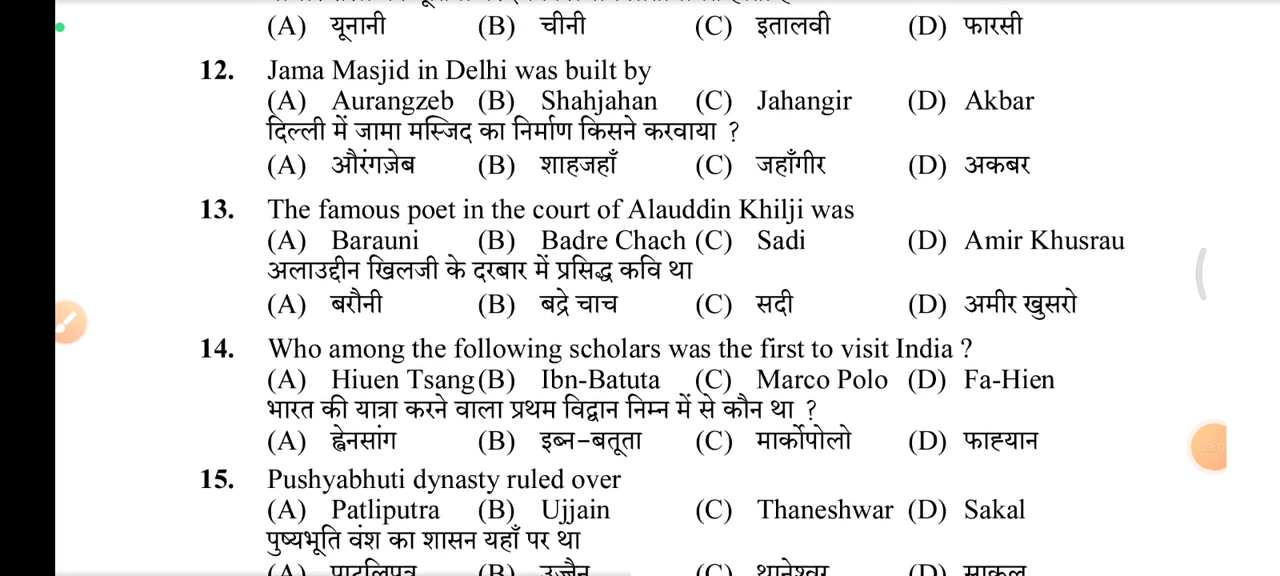 (A) यूनानी (B) चीनी (C) इतालवी (D) फारसी
12. Jama Masjid in Delhi was built by
(A) Aurangzeb (B) Shahjahan (C) Jahangir (D) Akbar
दिल्ली में जामा मस्जिद का निर्माण किसने करवाया ?
(A) औरंगज़ेब (B) शाहजहाँ (C) जहाँगीर (D) अकबर
13. The famous poet in the court of Alauddin Khilji was
(A) Barauni (B) Badre Chach (C) Sadi (D) Amir Khusrau
अलाउद्दीन खिलजी के दरबार में प्रसिद्ध कवि था
(A) बरौनी (B) बद्रे चाच (C) सदी (D) अमीर खुसरो
14. Who among the following scholars was the first to visit India ?
(A) Hiuen Tsang (B) Ibn-Batuta (C) Marco Polo (D) Fa-Hien
भारत की यात्रा करने वाला प्रथम विद्वान निम्न में से कौन था ?
(A) ह्वेनसांग (B) इब्न-बतूता (C) मार्कोपोलो (D) फाह्यान
15. Pushyabhuti dynasty ruled over
(A) Patliputra (B) Ujjain (C) Thaneshwar (D) Sakal
पुष्यभूति वंश का शासन यहाँ पर था
(A) पाटलिपुत्र (B) उज्जैन (C) थानेश्वर (D) साकल